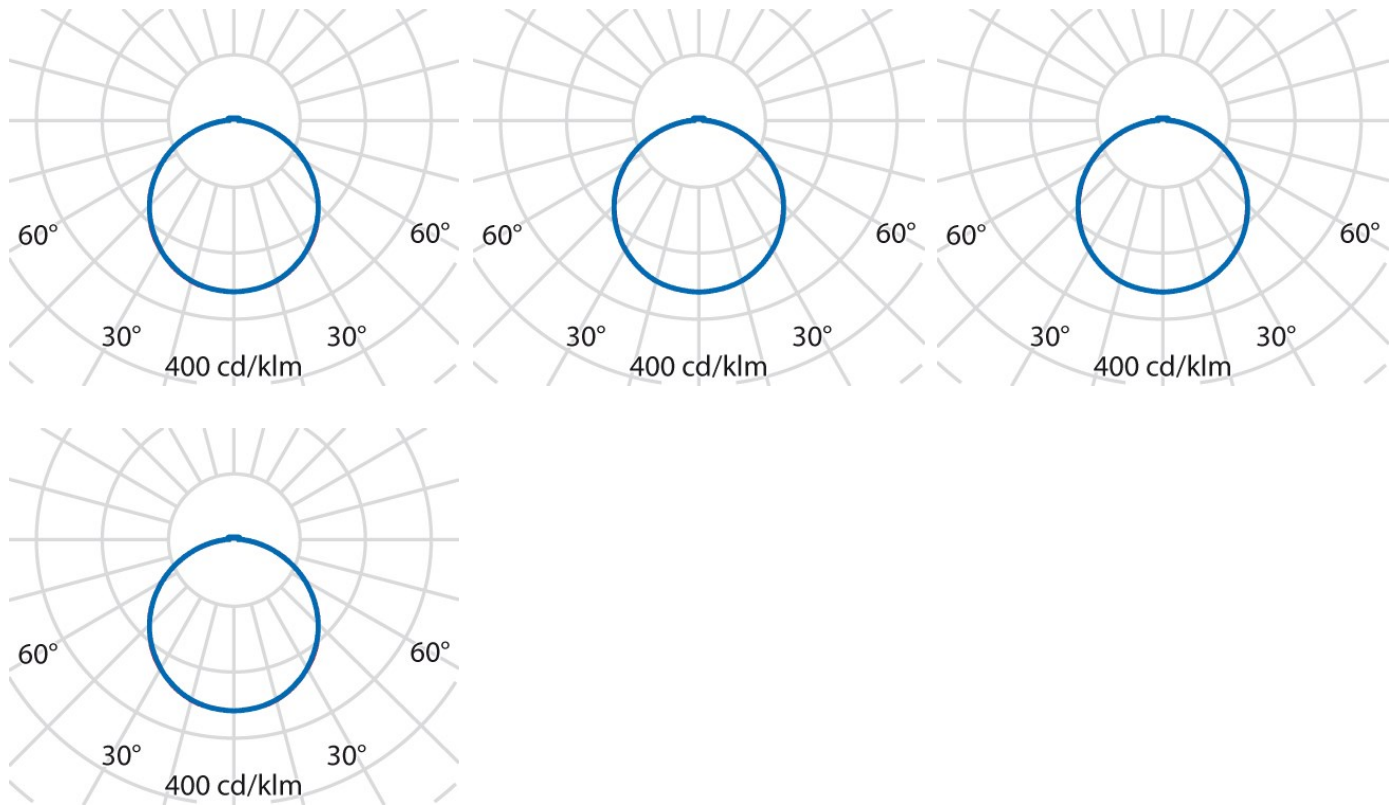 60° 60° 60° 60° 60° 60°
30° 30° 30° 30° 30° 30°
400 cd/klm 400 cd/klm 400 cd/klm
60° 60°
30° 30°
400 cd/klm